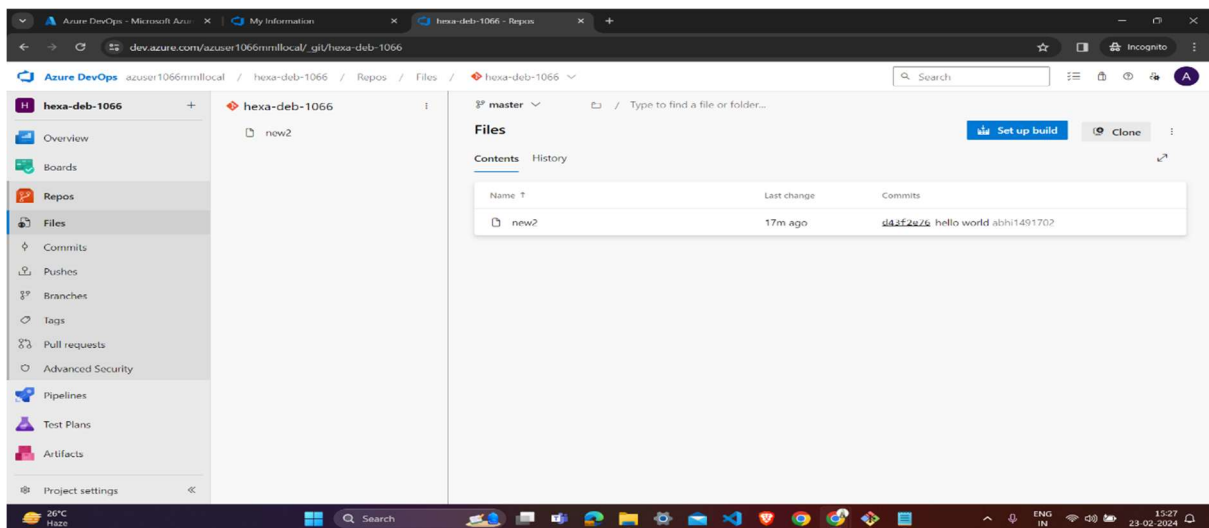 Azure DevOps - Microsoft Azur
My Information
hexa-deb-1066 - Repos
dev.azure.com/azuser1066mmllocal/_git/hexa-deb-1066
Incognito
Azure DevOps azuser1066mmllocal / hexa-deb-1066 / Repos / Files / hexa-deb-1066
Search
A
H hexa-deb-1066 +
Overview
Boards
Repos
Files
Commits
Pushes
Branches
Tags
Pull requests
Advanced Security
Pipelines
Test Plans
Artifacts
Project settings
hexa-deb-1066
new2
master / Type to find a file or folder...
Files
Set up build
Clone
Contents History
Name ↑ Last change Commits
new2 17m ago d43f2e76 hello world abhi1491702
26°C
Haze
Search
ENG
IN
15:27
23-02-2024